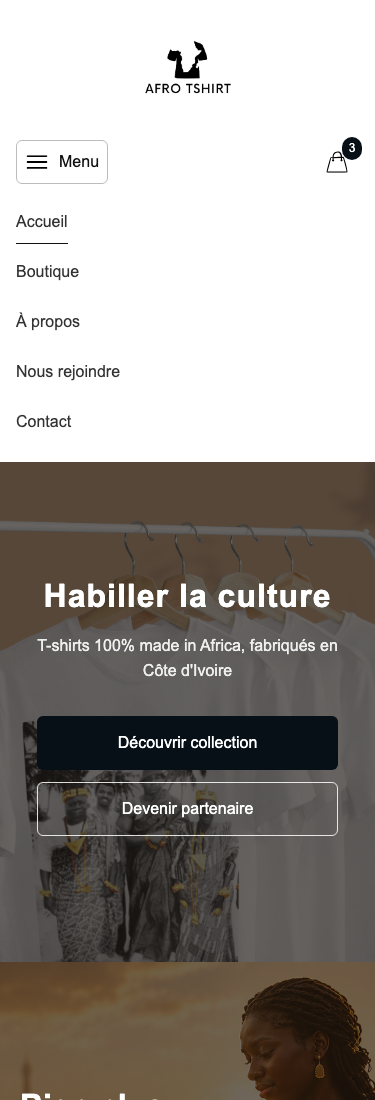 AFRO TSHIRT
Menu
3
Accueil
Boutique
À propos
Nous rejoindre
Contact
Habiller la culture
T-shirts 100% made in Africa, fabriqués en
Côte d'Ivoire
Découvrir collection
Devenir partenaire